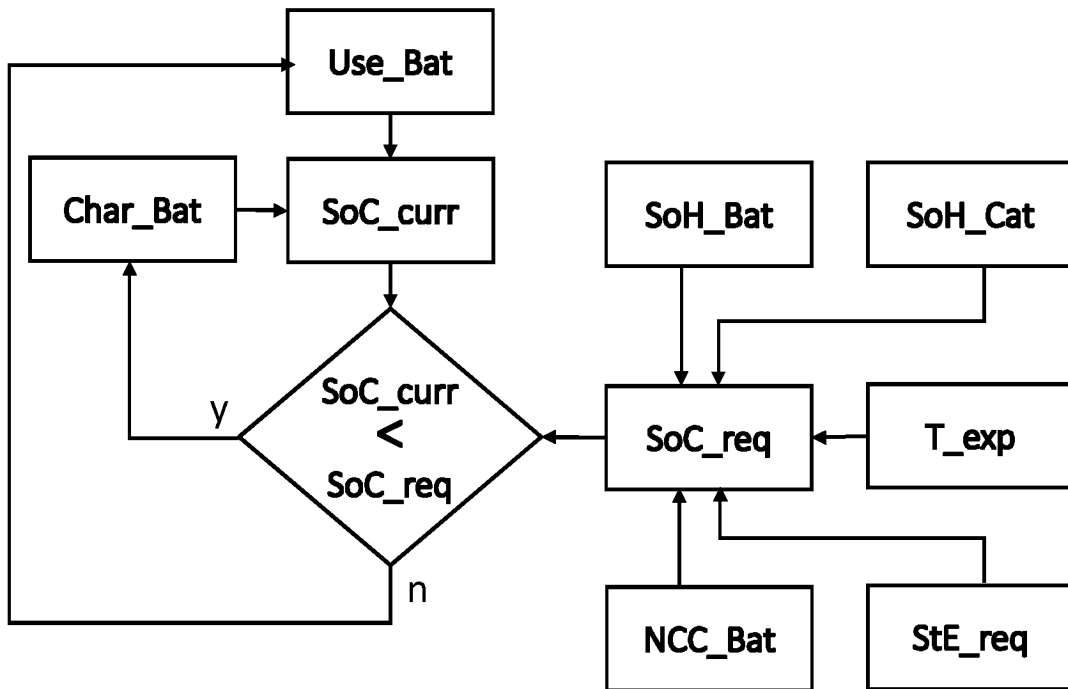 Use_Bat
Char_Bat
SoC_curr
SoH_Bat
SoH_Cat
SoC_curr
<
SoC_req
y
n
SoC_req
T_exp
NCC_Bat
StE_req